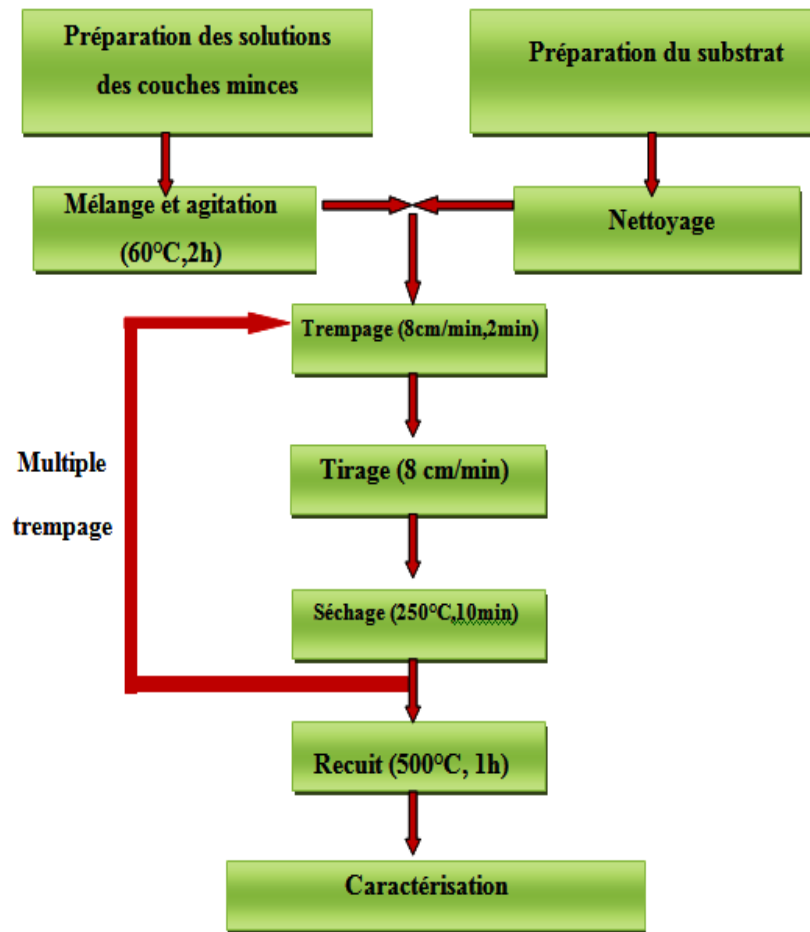 Préparation des solutions
des couches minces
Préparation du substrat
Mélange et agitation
(60°C,2h)
Nettoyage
Trempage (8cm/min,2min)
Tirage (8 cm/min)
Multiple
trempage
Séchage (250°C,10min)
Recuit (500°C, 1h)
Caractérisation